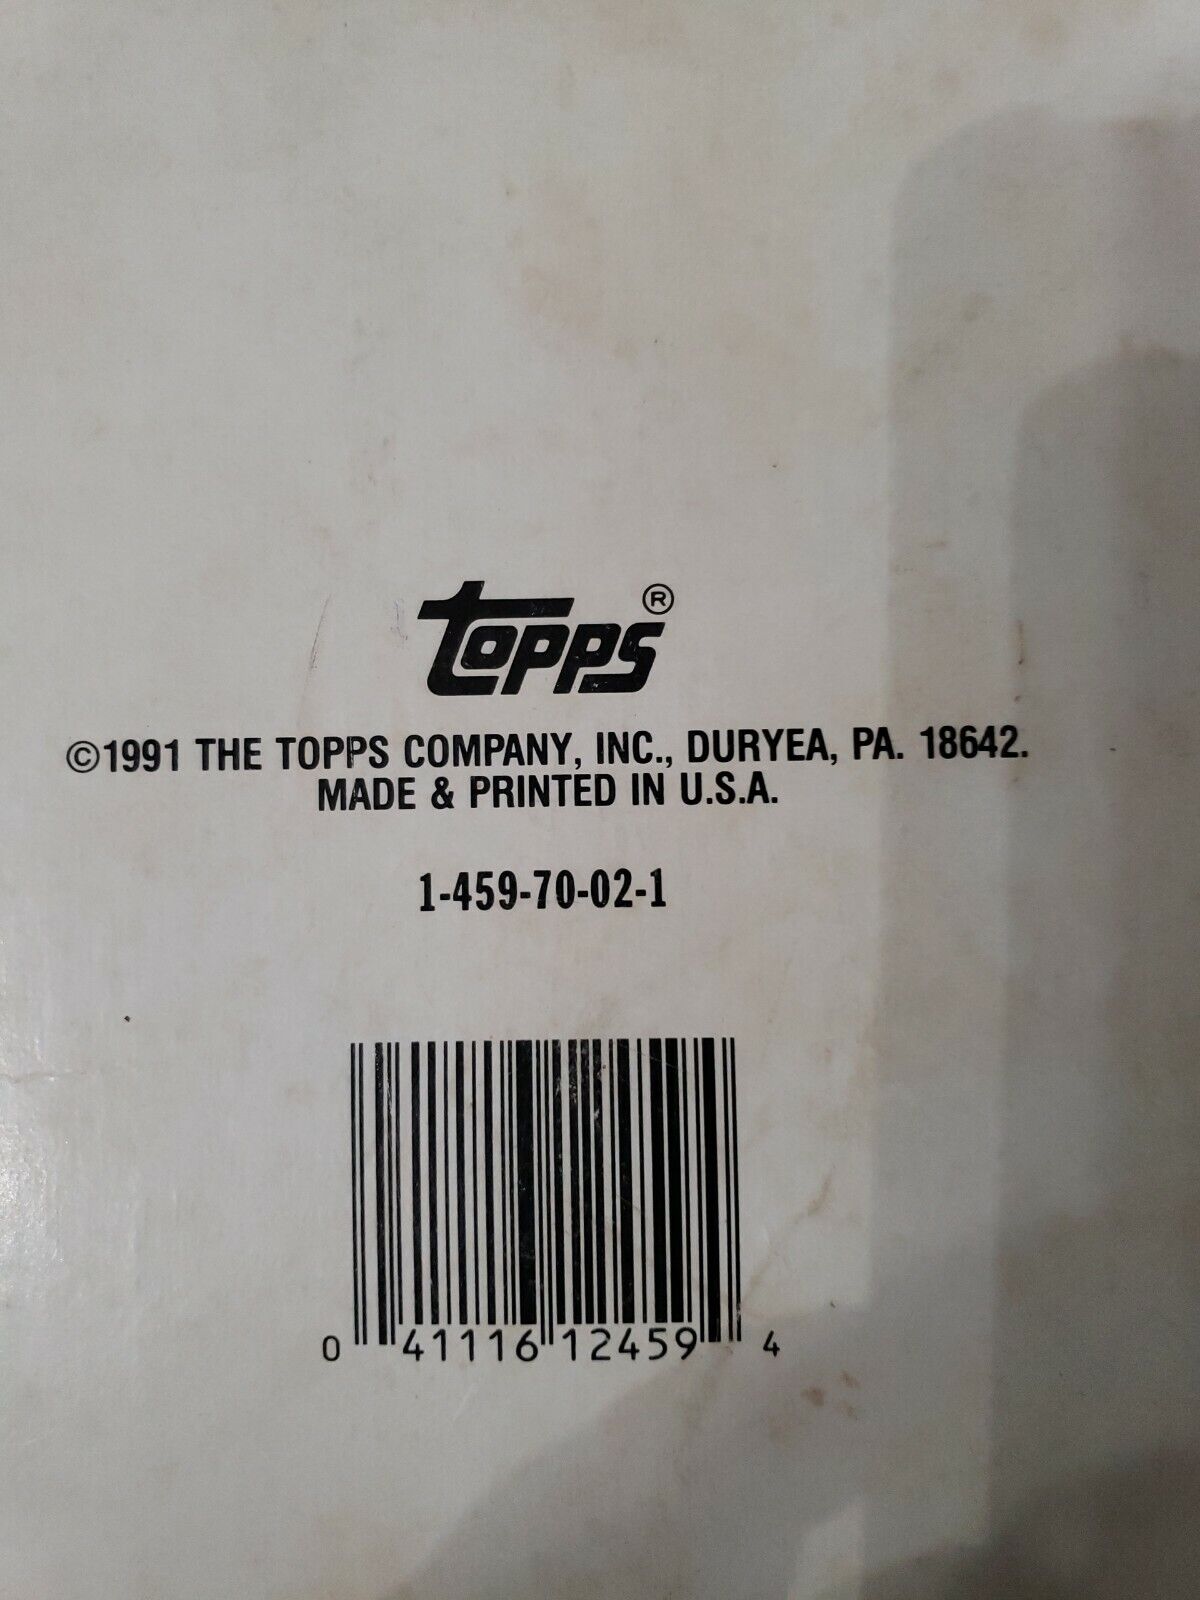 topps®
©1991 THE TOPPS COMPANY, INC., DURYEA, PA. 18642.
MADE & PRINTED IN U.S.A.
1-459-70-02-1
0 41116 12459 4